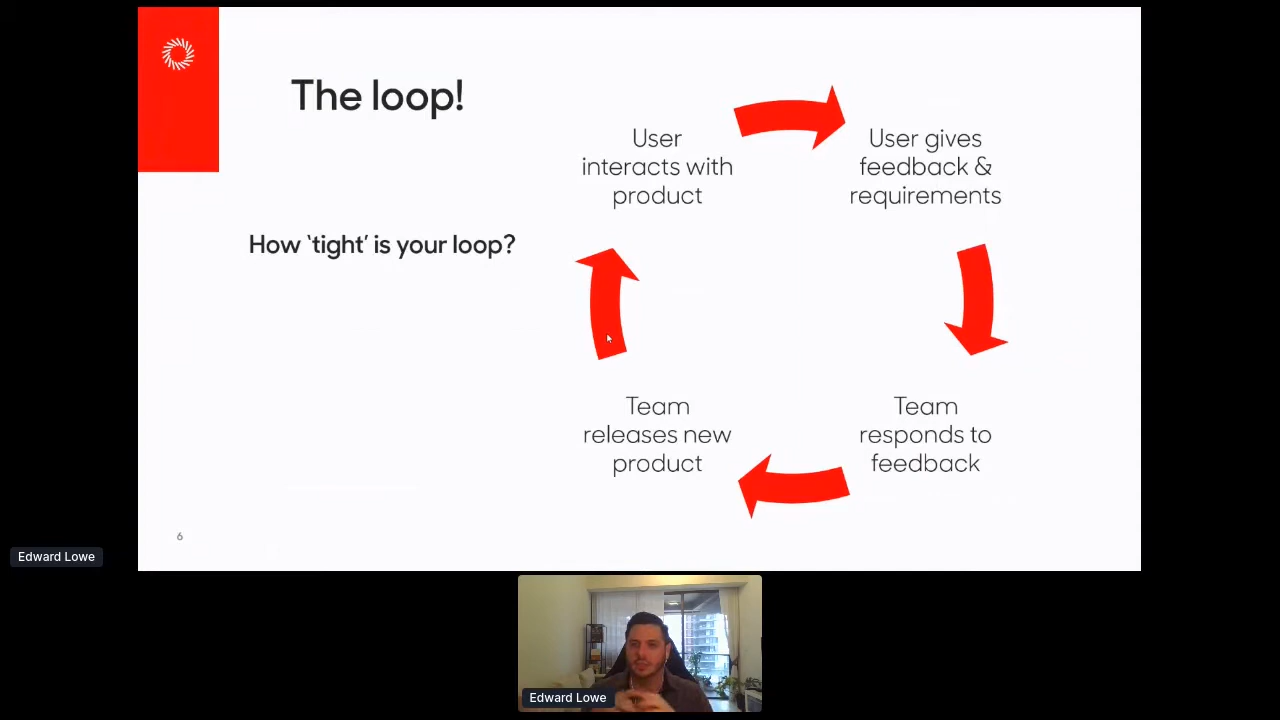 The loop!
User
interacts with
product
User gives
feedback &
requirements
How ‘tight’ is your loop?
Team
releases new
product
Team
responds to
feedback
6
Edward Lowe
Edward Lowe